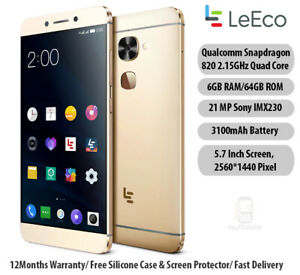 LeEco
Qualcomm Snapdragon
820 2.15GHz Quad Core
6GB RAM/64GB ROM
21 MP Sony IMX230
3100mAh Battery
5.7 Inch Screen,
2560*1440 Pixel
2:00
12Months Warranty/ Free Silicone Case & Screen Protector/ Fast Delivery